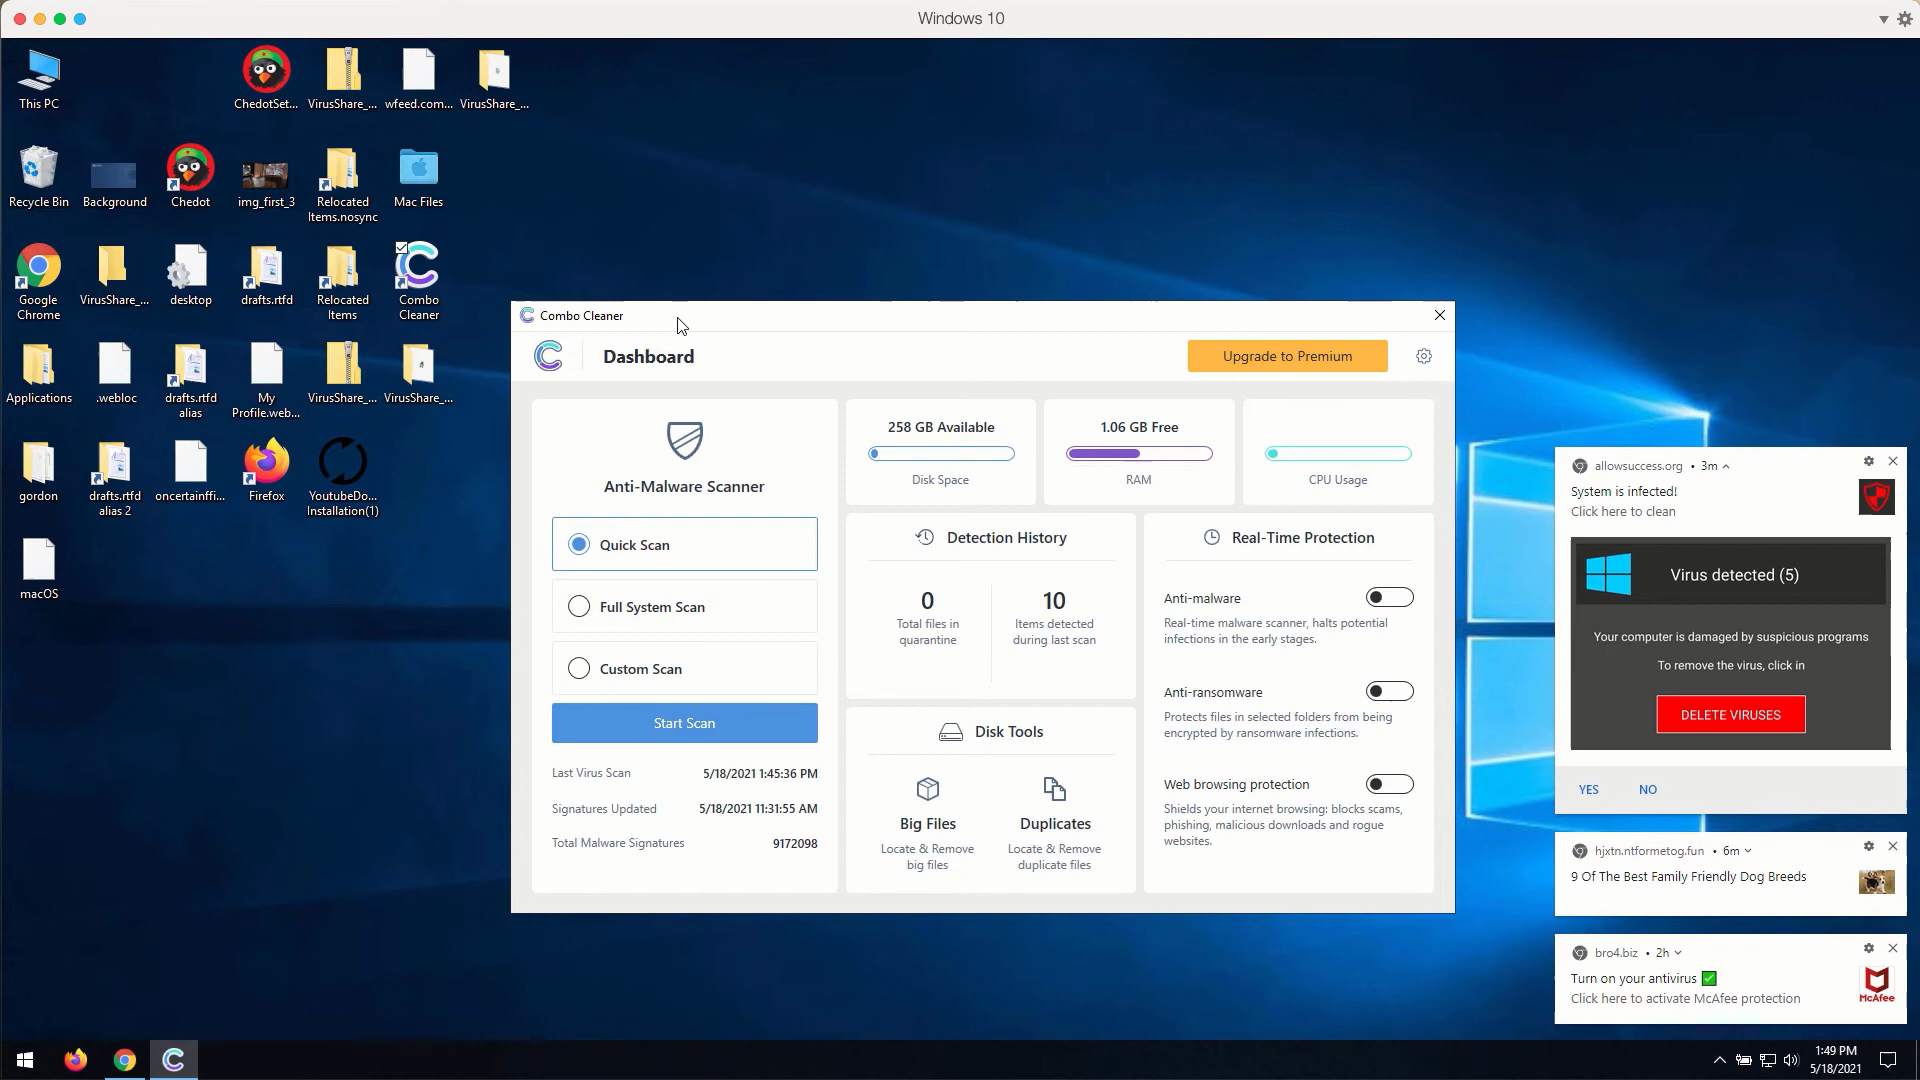 Windows 10
This PC
ChedotSet...
VirusShare_...
wfeed.com...
VirusShare_...
Recycle Bin
Background
Chedot
img_first_3
Relocated
Items.nosync
Mac Files
Google
Chrome
VirusShare_...
desktop
drafts.rtfd
Relocated
Items
Combo
Cleaner
Applications
.webloc
drafts.rtfd
alias
My
Profile.web...
VirusShare_...
VirusShare_...
gordon
drafts.rtfd
alias 2
oncertainffi...
Firefox
YoutubeDo...
Installation(1)
macOS
Combo Cleaner
Dashboard
Upgrade to Premium
Anti-Malware Scanner
Quick Scan
Full System Scan
Custom Scan
Start Scan
Last Virus Scan 5/18/2021 1:45:36 PM
Signatures Updated 5/18/2021 11:31:55 AM
Total Malware Signatures 9172098
258 GB Available
Disk Space
1.06 GB Free
RAM
CPU Usage
Detection History
0
Total files in
quarantine
10
Items detected
during last scan
Disk Tools
Big Files
Locate & Remove
big files
Duplicates
Locate & Remove
duplicate files
Real-Time Protection
Anti-malware
Real-time malware scanner, halts potential
infections in the early stages.
Anti-ransomware
Protects files in selected folders from being
encrypted by ransomware infections.
Web browsing protection
Shields your internet browsing: blocks scams,
phishing, malicious downloads and rogue
websites.
allowsuccess.org • 3m
System is infected!
Click here to clean
Virus detected (5)
Your computer is damaged by suspicious programs
To remove the virus, click in
DELETE VIRUSES
YES NO
hjxtn.ntformetog.fun • 6m
9 Of The Best Family Friendly Dog Breeds
bro4.biz • 2h
Turn on your antivirus ✅
Click here to activate McAfee protection
McAfee
1:49 PM
5/18/2021